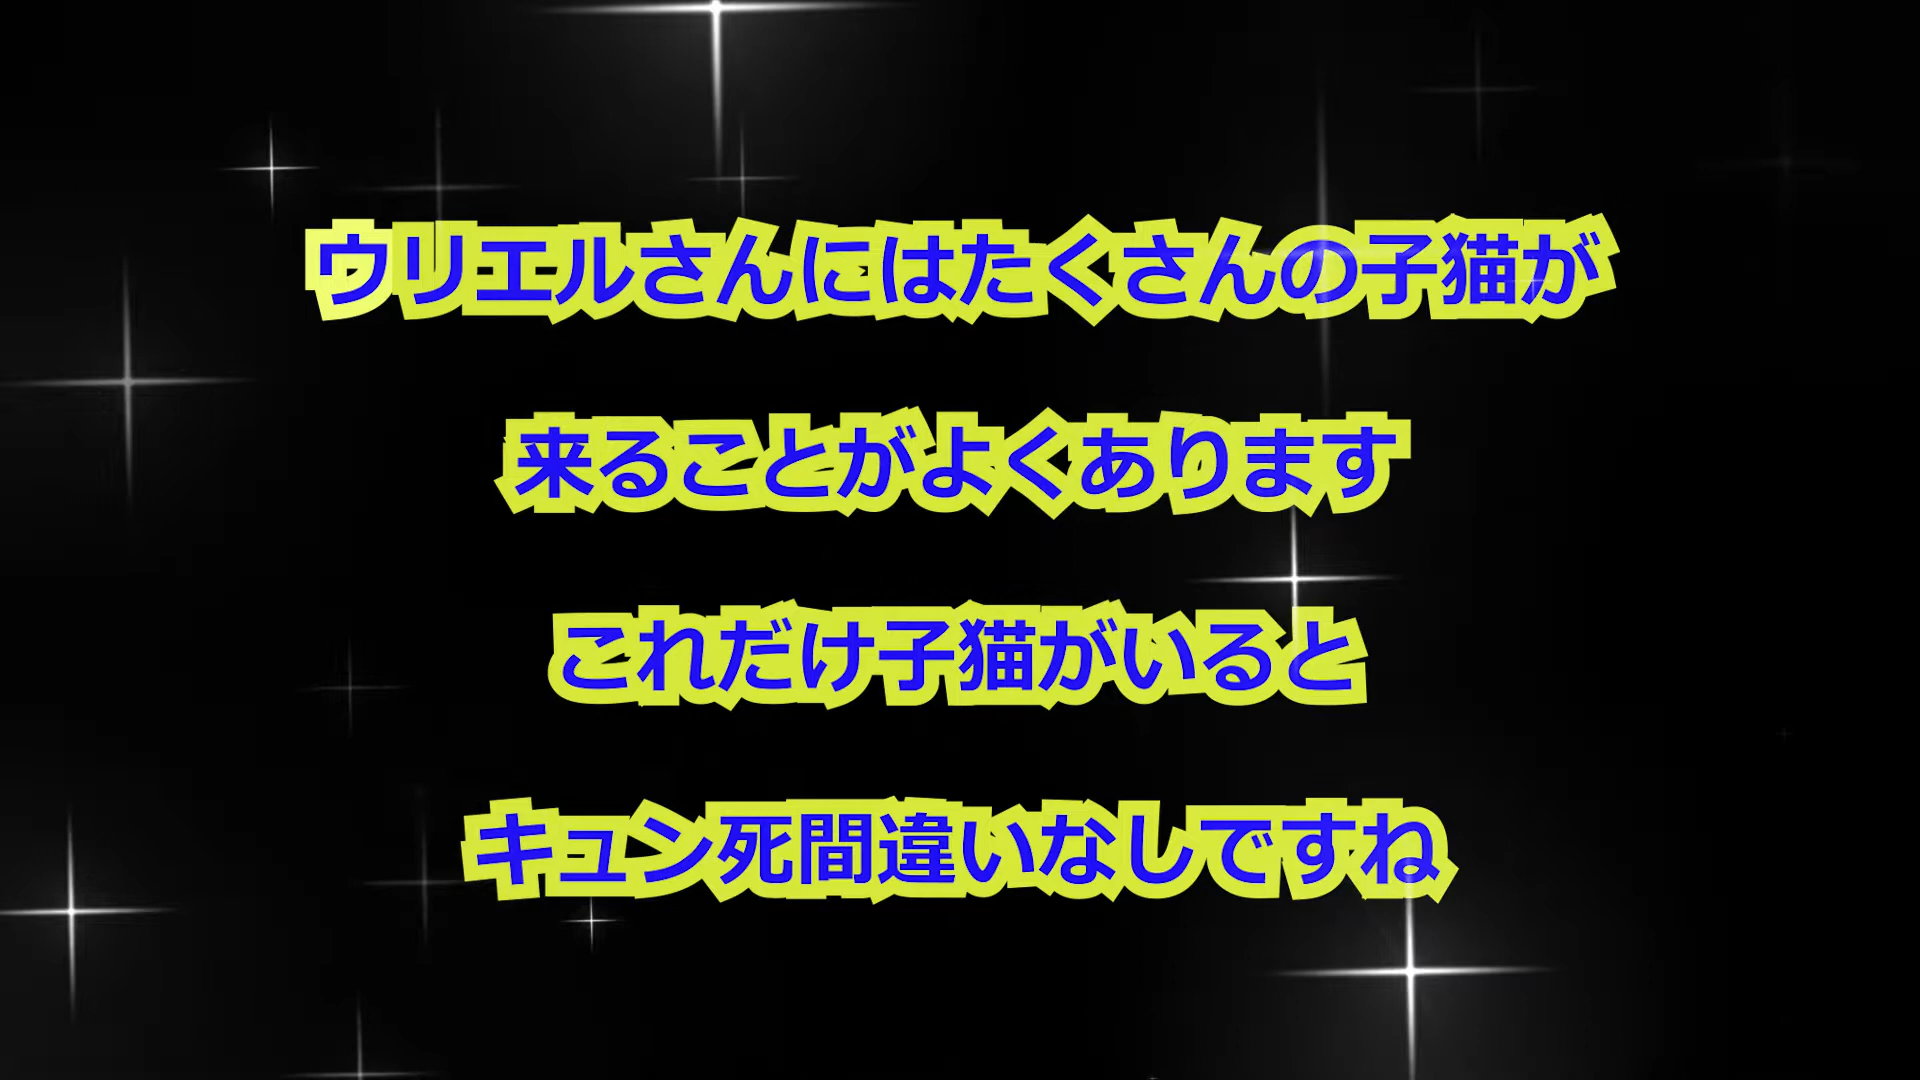 ウリエルさんにはたくさんの子猫が
来ることがよくあります
これだけ子猫がいると
キュン死間違いなしですね